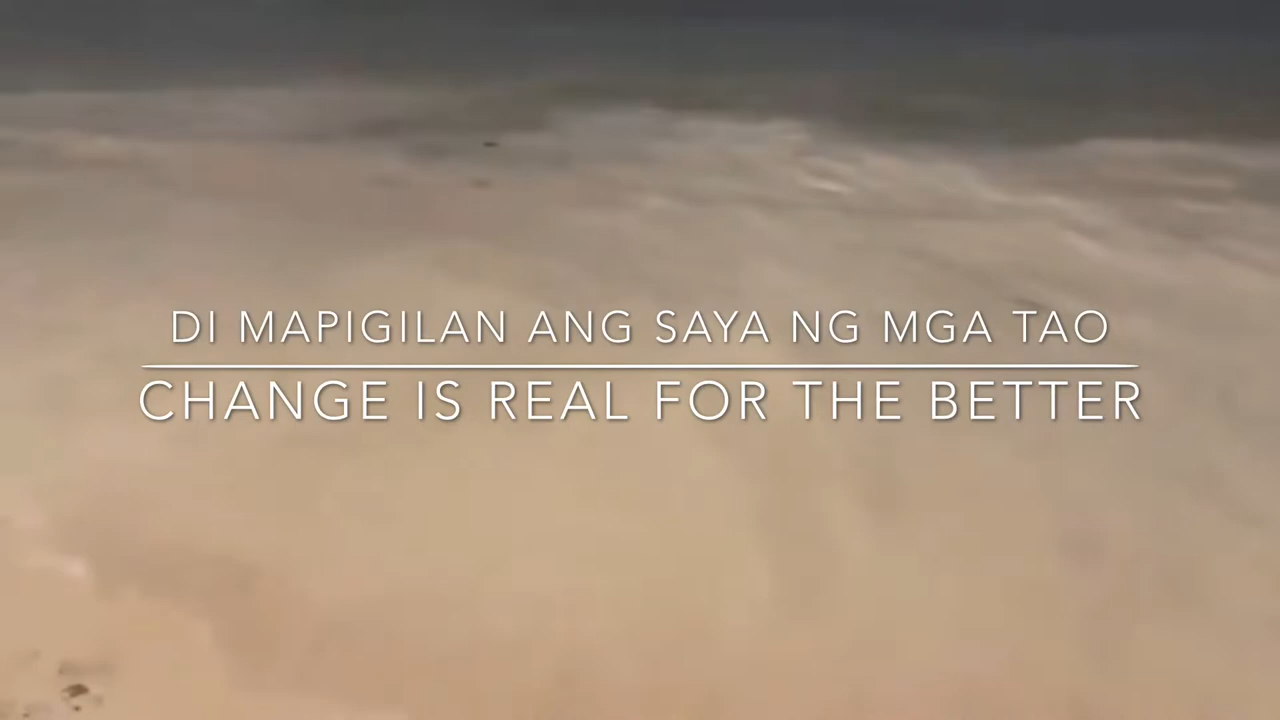 DI MAPIGILAN ANG SAYA NG MGA TAO
CHANGE IS REAL FOR THE BETTER